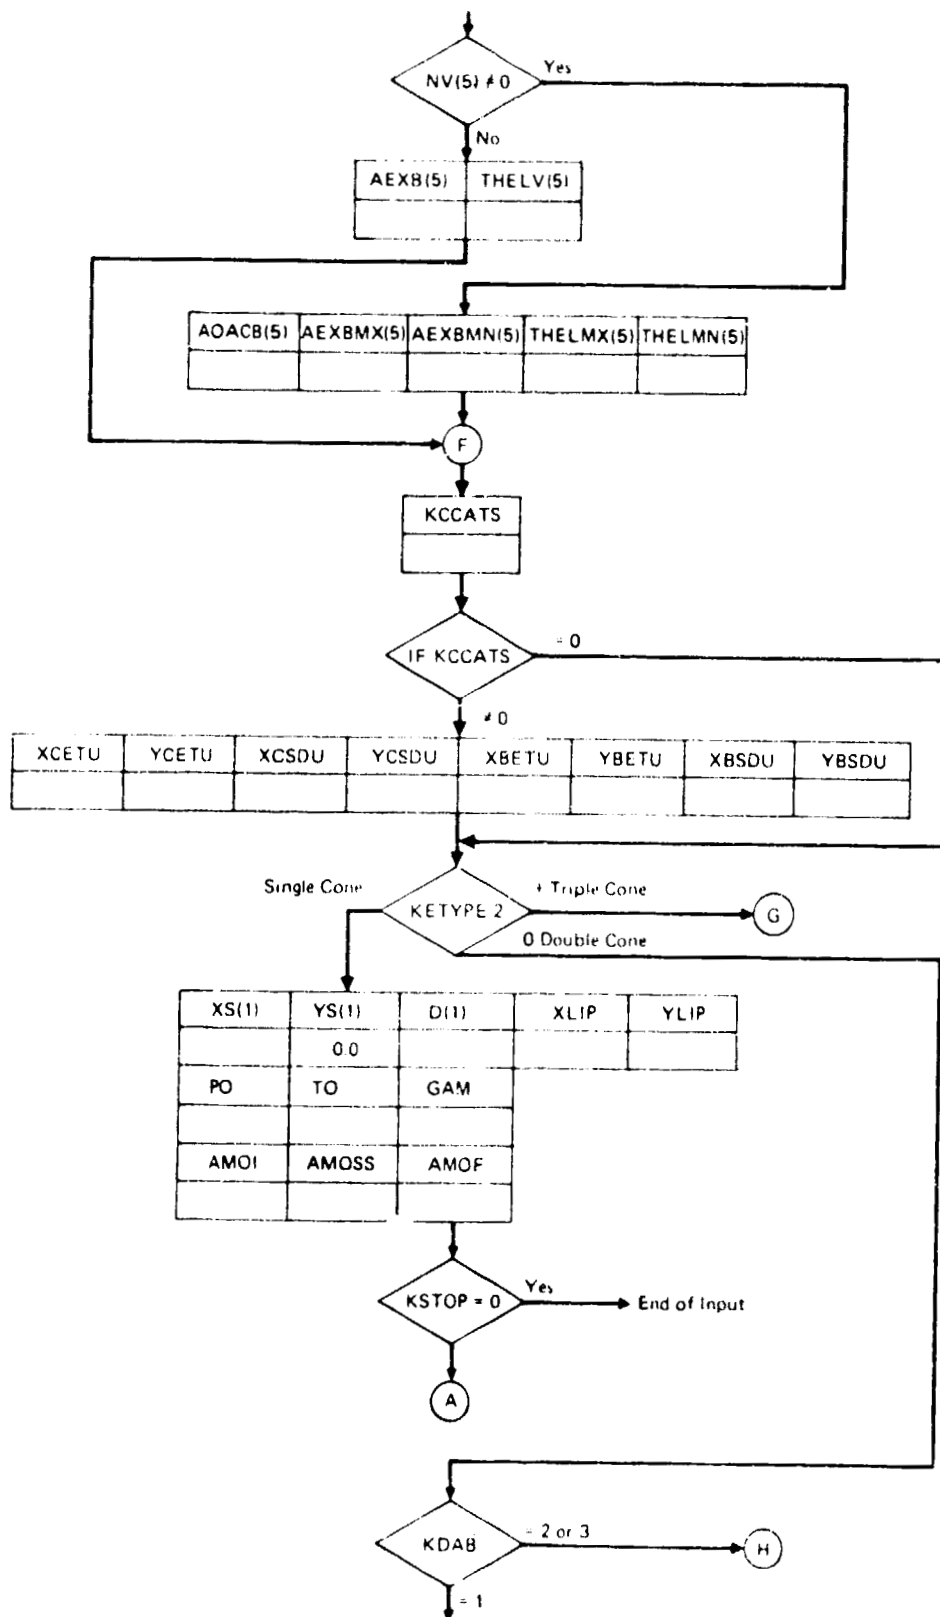 NV(5) ≠ 0
Yes
No
AEXB(5) THELV(5)
AOACB(5) AEXBMX(5) AEXBMN(5) THELMX(5) THELMN(5)
F
KCCATS
IF KCCATS
= 0
≠ 0
XCETU YCETU XCSDU YCSDU XBETU YBETU XBSDU YBSDU
Single Cone
+ Triple Cone
KETYPE 2
G
0 Double Cone
XS(1) YS(1) D(1) XLIP YLIP
0.0
PO TO GAM
AMOI AMOSS AMOF
KSTOP = 0
Yes
End of Input
A
KDAB
= 2 or 3
H
= 1